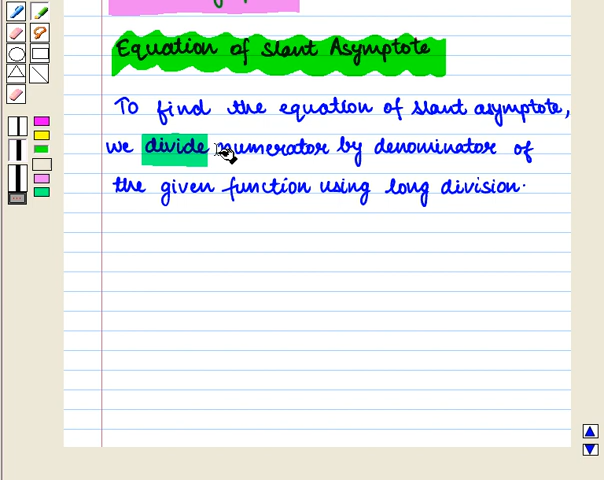 Equation of Slant Asymptote
To find the equation of slant asymptote,
we divide numerator by denominator of
the given function using long division.